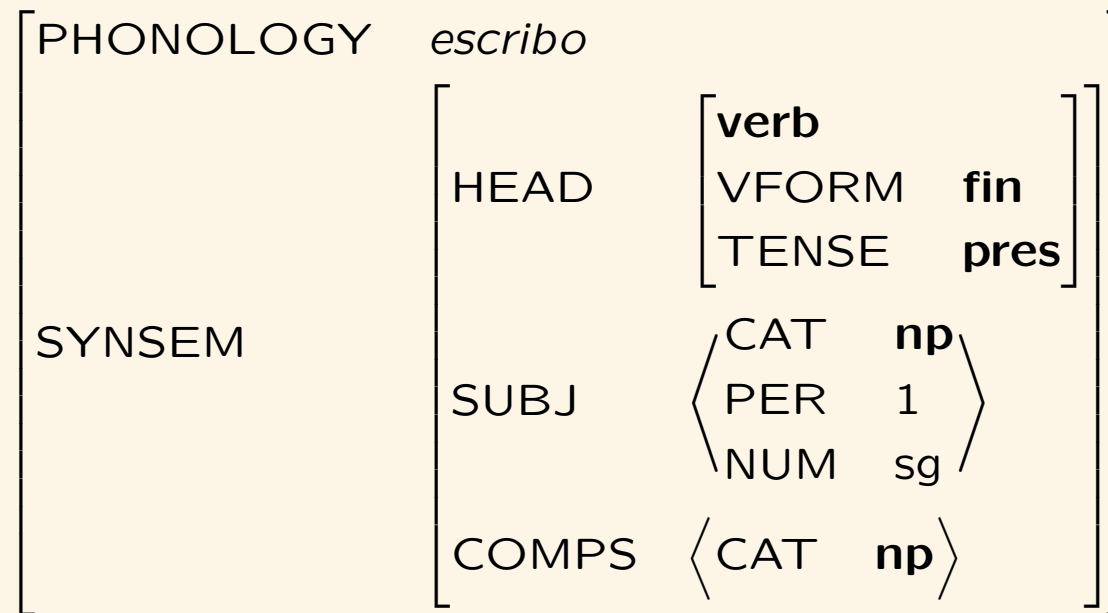 PHONOLOGY escribo
verb
HEAD VFORM fin
TENSE pres
SYNSEM
CAT np
SUBJ PER 1
NUM sg
COMPS CAT np